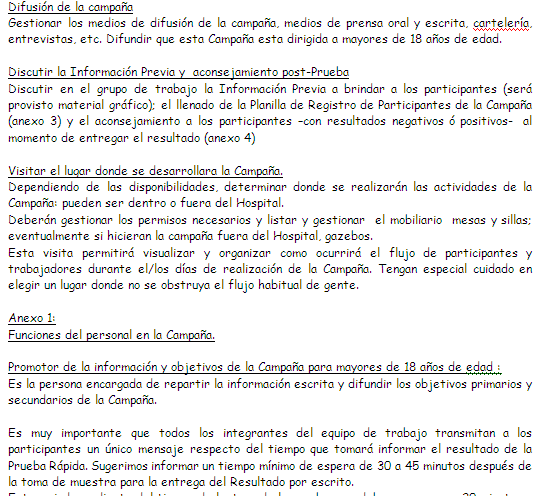 Difusión de la campaña
Gestionar los medios de difusión de la campaña, medios de prensa oral y escrita, cartelería,
entrevistas, etc. Difundir que esta Campaña esta dirigida a mayores de 18 años de edad.
Discutir la Información Previa y aconsejamiento post-Prueba
Discutir en el grupo de trabajo la Información Previa a brindar a los participantes (será
provisto material gráfico); el llenado de la Planilla de Registro de Participantes de la Campaña
(anexo 3) y el aconsejamiento a los participantes –con resultados negativos ó positivos- al
momento de entregar el resultado (anexo 4)
Visitar el lugar donde se desarrollara la Campaña.
Dependiendo de las disponibilidades, determinar donde se realizarán las actividades de la
Campaña: pueden ser dentro o fuera del Hospital.
Deberán gestionar los permisos necesarios y listar y gestionar el mobiliario mesas y sillas;
eventualmente si hicieran la campaña fuera del Hospital, gazebos.
Esta visita permitirá visualizar y organizar como ocurrirá el flujo de participantes y
trabajadores durante el/los días de realización de la Campaña. Tengan especial cuidado en
elegir un lugar donde no se obstruya el flujo habitual de gente.
Anexo 1:
Funciones del personal en la Campaña.
Promotor de la información y objetivos de la Campaña para mayores de 18 años de edad :
Es la persona encargada de repartir la información escrita y difundir los objetivos primarios y
secundarios de la Campaña.
Es muy importante que todos los integrantes del equipo de trabajo transmitan a los
participantes un único mensaje respecto del tiempo que tomará informar el resultado de la
Prueba Rápida. Sugerimos informar un tiempo mínimo de espera de 30 a 45 minutos después de
la toma de muestra para la entrega del Resultado por escrito.